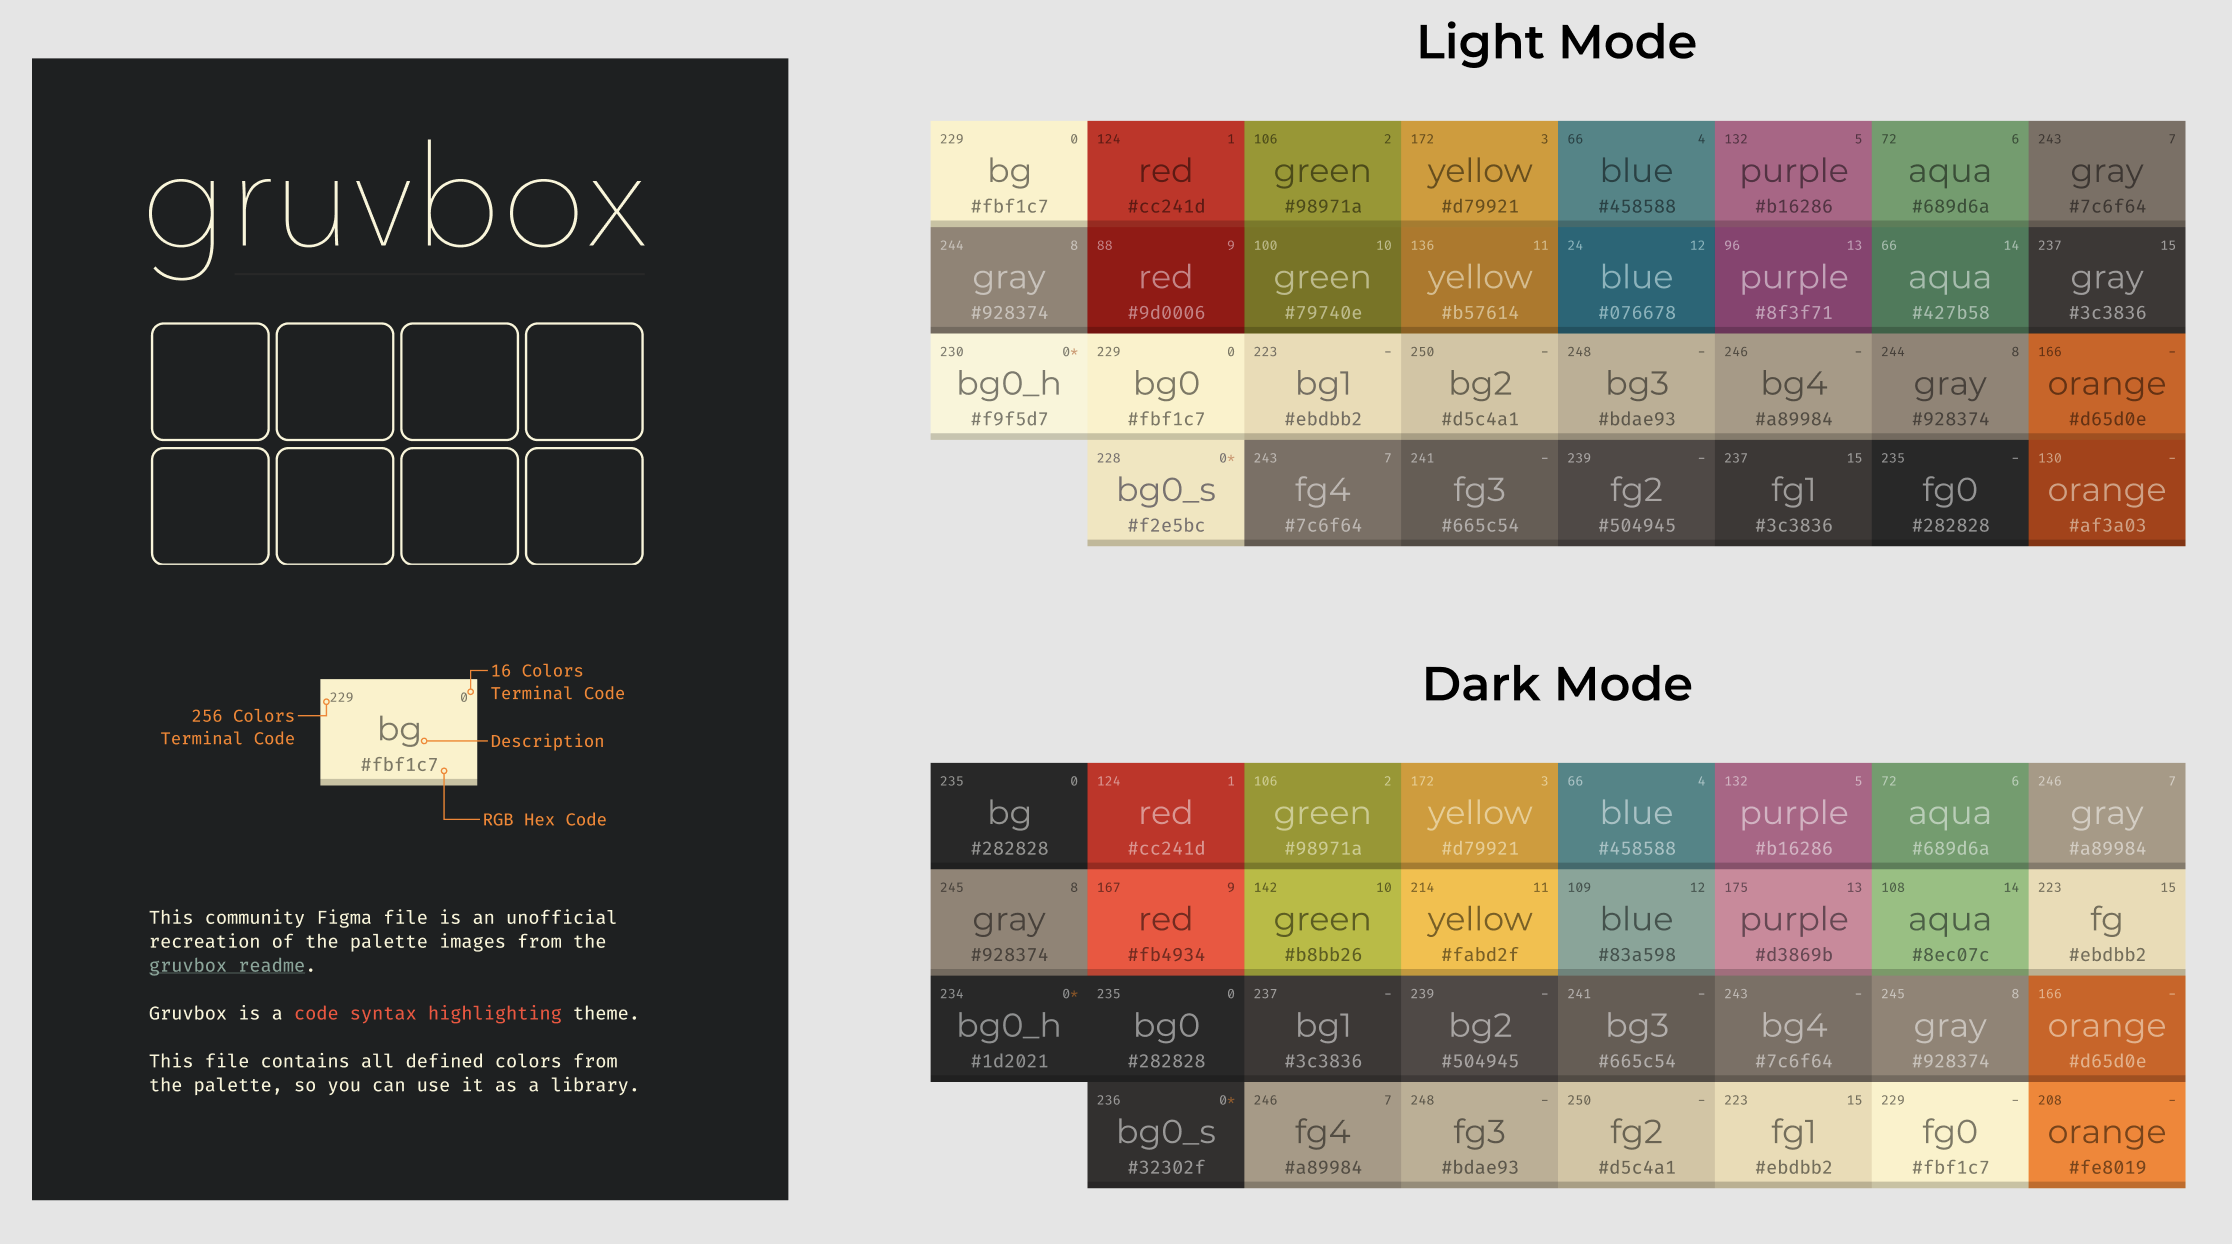 gruvbox
16 Colors
Terminal Code
229 0
256 Colors
Terminal Code
bg
Description
#fbf1c7
RGB Hex Code
This community Figma file is an unofficial
recreation of the palette images from the
gruvbox readme.
Gruvbox is a code syntax highlighting theme.
This file contains all defined colors from
the palette, so you can use it as a library.
Light Mode
229 0 124 1 106 2 172 3 66 4 132 5 72 6 243 7
bg red green yellow blue purple aqua gray
#fbf1c7 #cc241d #98971a #d79921 #458588 #b16286 #689d6a #7c6f64
244 8 88 9 100 10 136 11 24 12 96 13 66 14 237 15
gray red green yellow blue purple aqua gray
#928374 #9d0006 #79740e #b57614 #076678 #8f3f71 #427b58 #3c3836
230 0* 229 0 223 - 250 - 248 - 246 - 244 8 166 -
bg0_h bg0 bg1 bg2 bg3 bg4 gray orange
#f9f5d7 #fbf1c7 #ebdbb2 #d5c4a1 #bdae93 #a89984 #928374 #d65d0e
228 0* 243 7 241 - 239 - 237 15 235 - 130 -
bg0_s fg4 fg3 fg2 fg1 fg0 orange
#f2e5bc #7c6f64 #665c54 #504945 #3c3836 #282828 #af3a03
Dark Mode
235 0 124 1 106 2 172 3 66 4 132 5 72 6 246 7
bg red green yellow blue purple aqua gray
#282828 #cc241d #98971a #d79921 #458588 #b16286 #689d6a #a89984
245 8 167 9 142 10 214 11 109 12 175 13 108 14 223 15
gray red green yellow blue purple aqua fg
#928374 #fb4934 #b8bb26 #fabd2f #83a598 #d3869b #8ec07c #ebdbb2
234 0* 235 0 237 - 239 - 241 - 243 - 245 8 166 -
bg0_h bg0 bg1 bg2 bg3 bg4 gray orange
#1d2021 #282828 #3c3836 #504945 #665c54 #7c6f64 #928374 #d65d0e
236 0* 246 7 248 - 250 - 223 15 229 - 208 -
bg0_s fg4 fg3 fg2 fg1 fg0 orange
#32302f #a89984 #bdae93 #d5c4a1 #ebdbb2 #fbf1c7 #fe8019